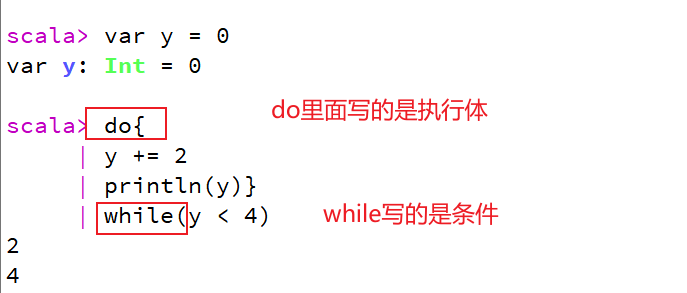 scala> var y = 0
var y: Int = 0
scala> do{
do里面写的是执行体
| y += 2
| println(y)}
| while(y < 4)
while写的是条件
2
4